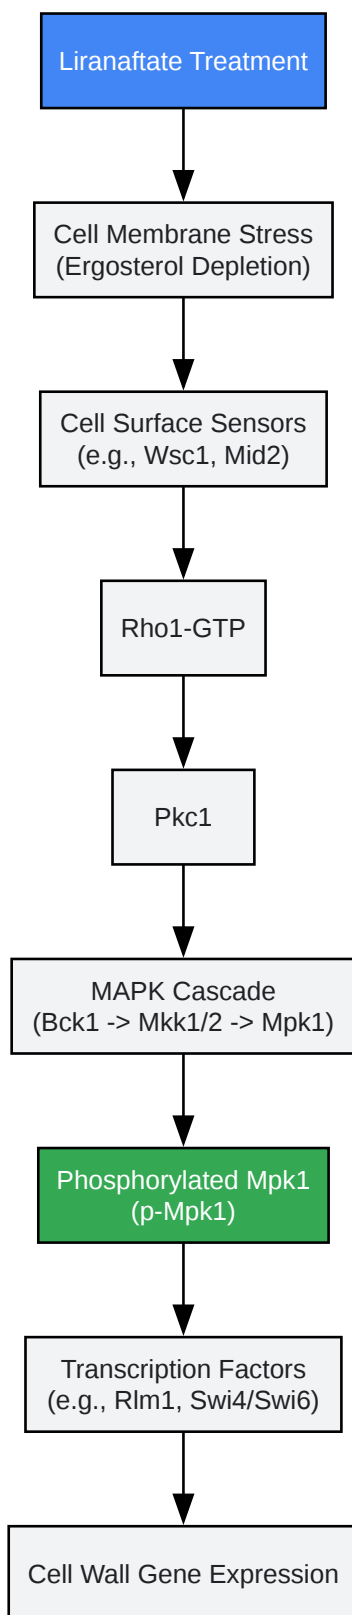 Liranaftate Treatment
Cell Membrane Stress
(Ergosterol Depletion)
Cell Surface Sensors
(e.g., Wsc1, Mid2)
Rho1-GTP
Pkc1
MAPK Cascade
(Bck1 -> Mkk1/2 -> Mpk1)
Phosphorylated Mpk1
(p-Mpk1)
Transcription Factors
(e.g., Rlm1, Swi4/Swi6)
Cell Wall Gene Expression